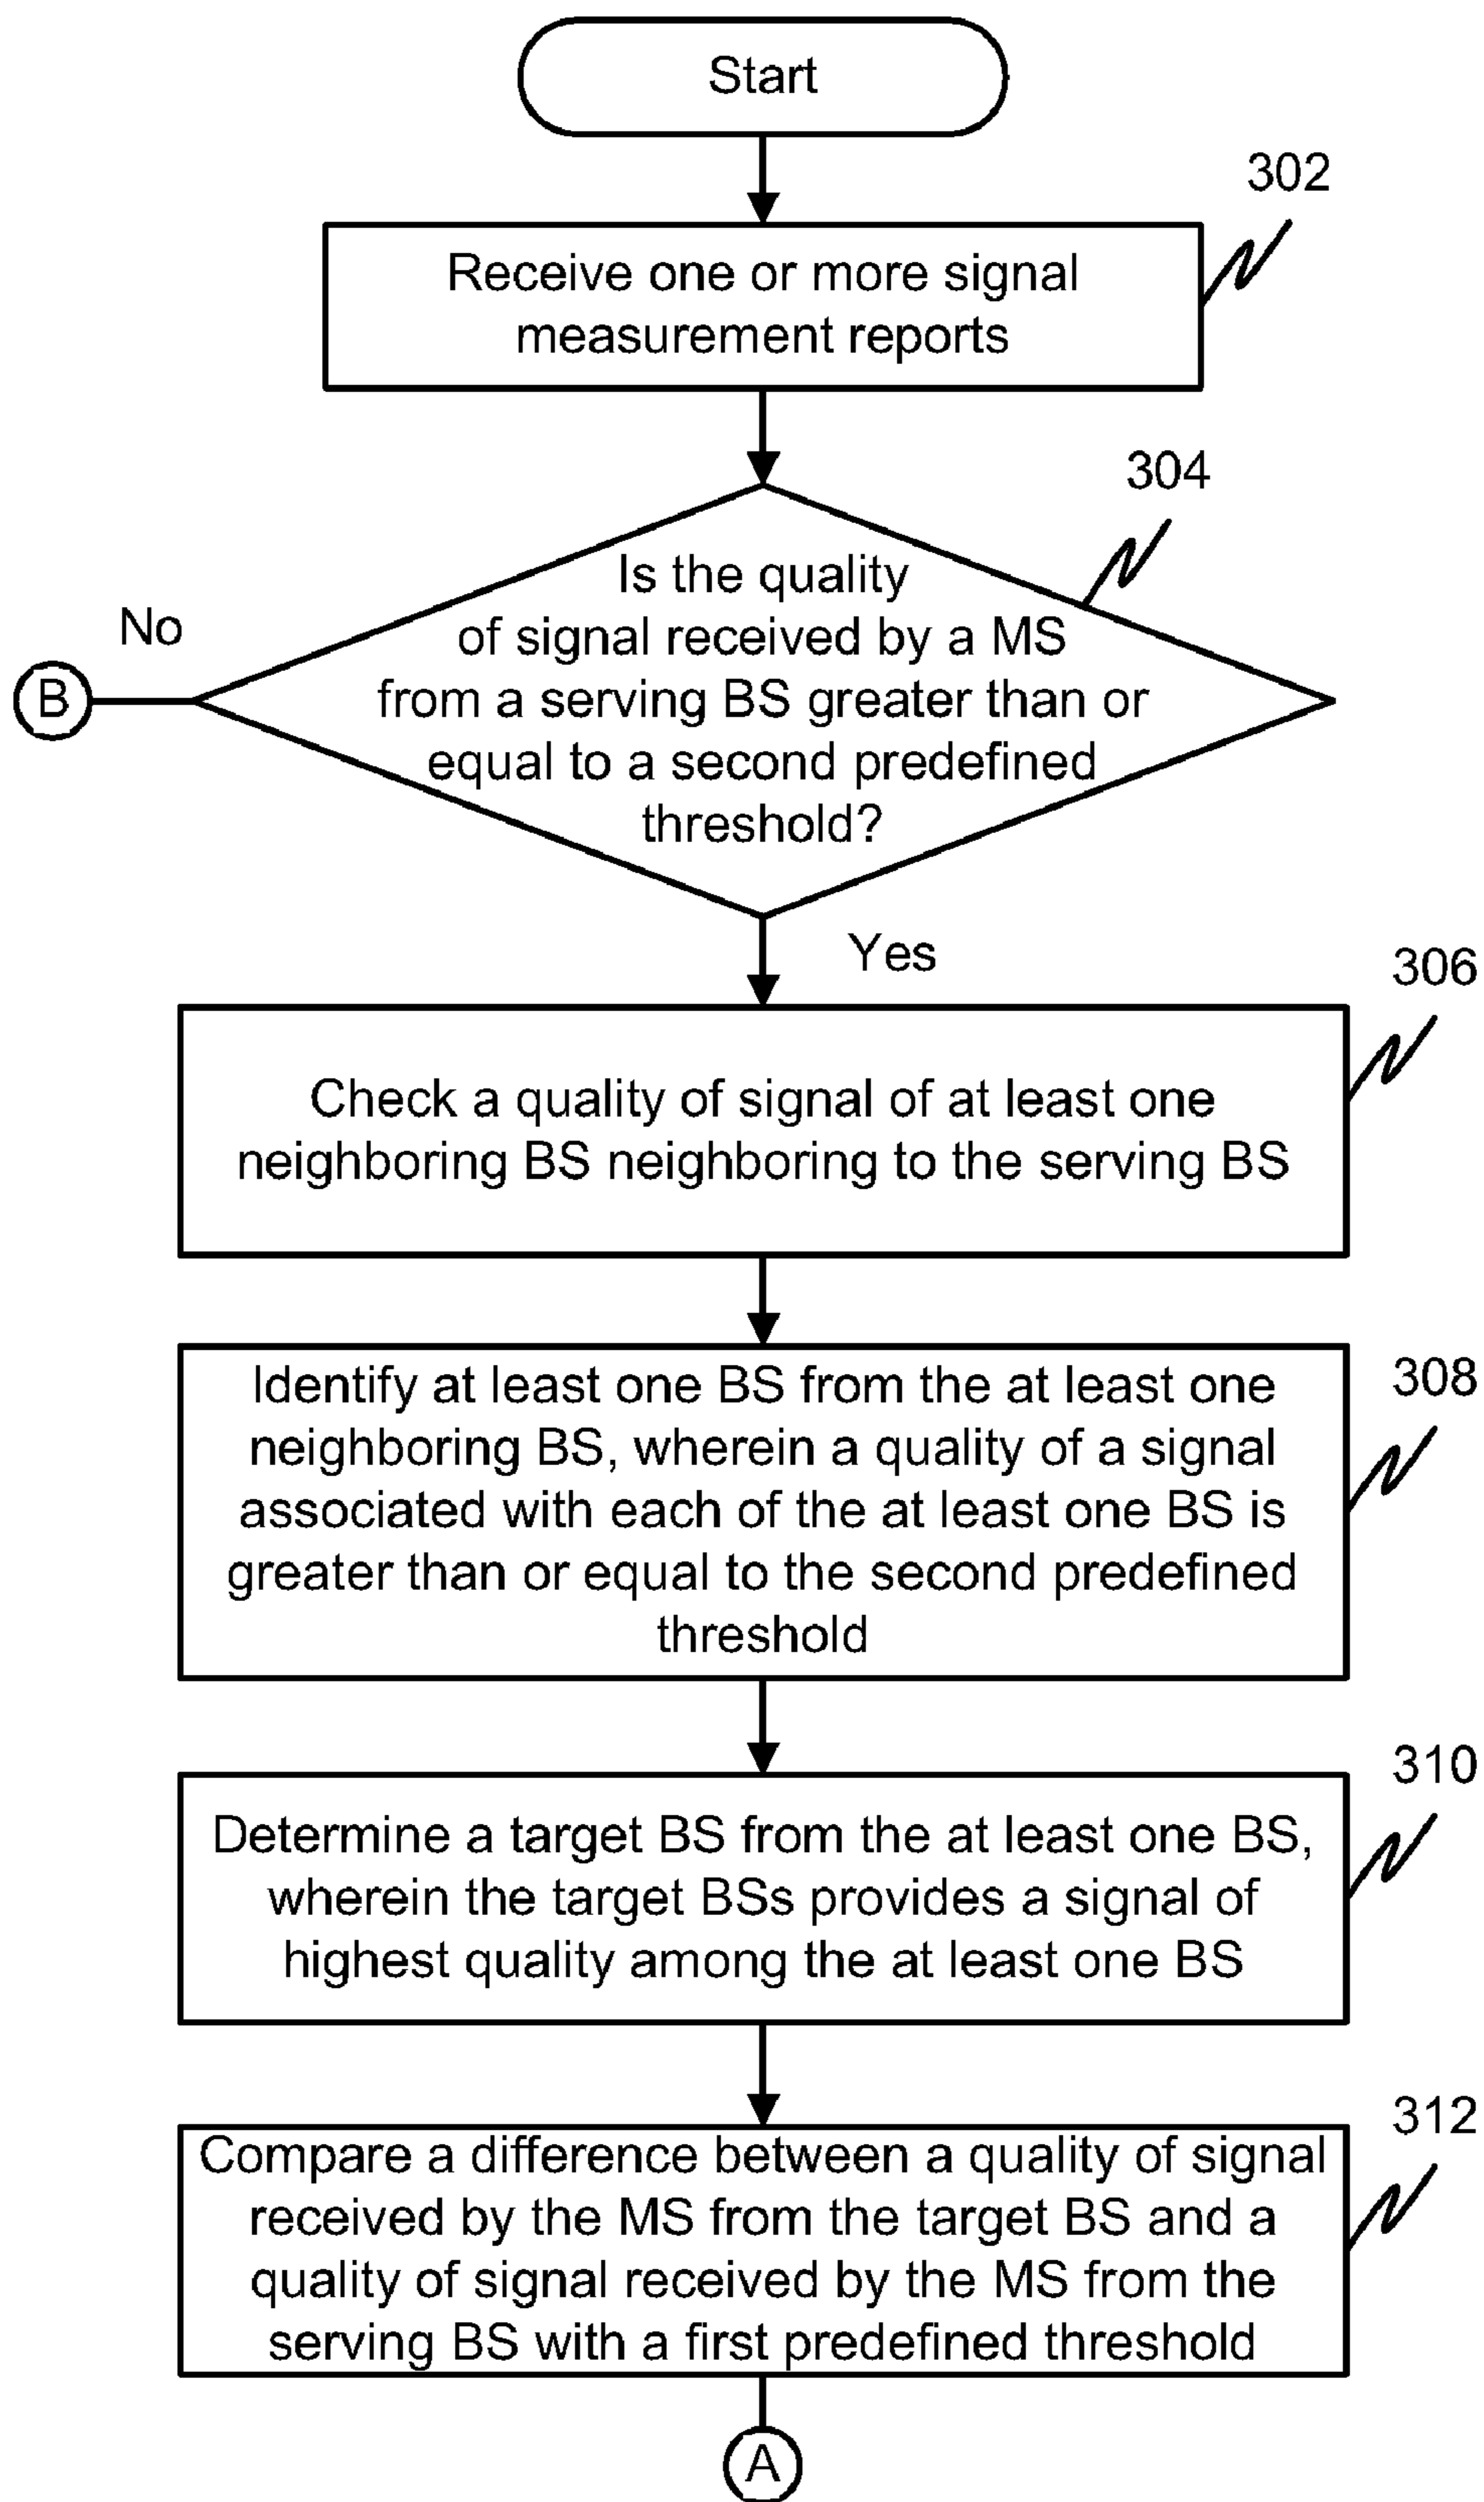 Start
302
Receive one or more signal
measurement reports
304
Is the quality
of signal received by a MS
from a serving BS greater than or
equal to a second predefined
threshold?
No
B
Yes
306
Check a quality of signal of at least one
neighboring BS neighboring to the serving BS
308
Identify at least one BS from the at least one
neighboring BS, wherein a quality of a signal
associated with each of the at least one BS is
greater than or equal to the second predefined
threshold
310
Determine a target BS from the at least one BS,
wherein the target BSs provides a signal of
highest quality among the at least one BS
312
Compare a difference between a quality of signal
received by the MS from the target BS and a
quality of signal received by the MS from the
serving BS with a first predefined threshold
A